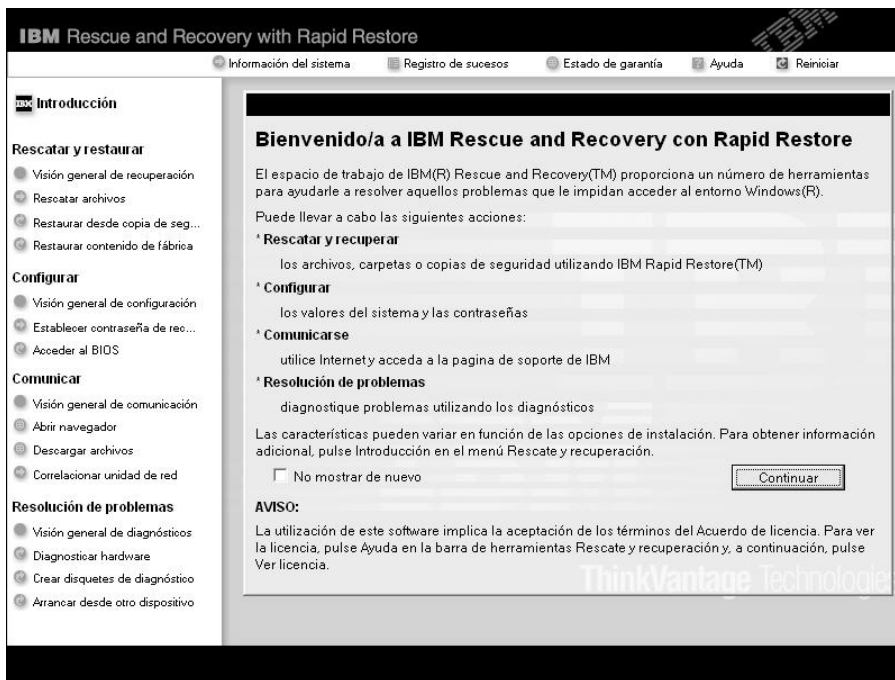 IBM Rescue and Recovery with Rapid Restore
IBM
Información del sistema
Registro de sucesos
Estado de garantía
Ayuda
Reiniciar
IBM Introducción
Rescatar y restaurar
Visión general de recuperación
Rescatar archivos
Restaurar desde copia de seg...
Restaurar contenido de fábrica
Configurar
Visión general de configuración
Establecer contraseña de rec...
Acceder al BIOS
Comunicar
Visión general de comunicación
Abrir navegador
Descargar archivos
Correlacionar unidad de red
Resolución de problemas
Visión general de diagnósticos
Diagnosticar hardware
Crear disquetes de diagnóstico
Arrancar desde otro dispositivo
Bienvenido/a a IBM Rescue and Recovery con Rapid Restore
El espacio de trabajo de IBM(R) Rescue and Recovery(TM) proporciona un número de herramientas
para ayudarle a resolver aquellos problemas que le impidan acceder al entorno Windows(R).
Puede llevar a cabo las siguientes acciones:
* Rescatar y recuperar
los archivos, carpetas o copias de seguridad utilizando IBM Rapid Restore(TM)
* Configurar
los valores del sistema y las contraseñas
* Comunicarse
utilice Internet y acceda a la pagina de soporte de IBM
* Resolución de problemas
diagnostique problemas utilizando los diagnósticos
Las características pueden variar en función de las opciones de instalación. Para obtener información
adicional, pulse Introducción en el menú Rescate y recuperación.
No mostrar de nuevo
Continuar
AVISO:
La utilización de este software implica la aceptación de los términos del Acuerdo de licencia. Para ver
la licencia, pulse Ayuda en la barra de herramientas Rescate y recuperación y, a continuación, pulse
Ver licencia.
ThinkVantage Technologie